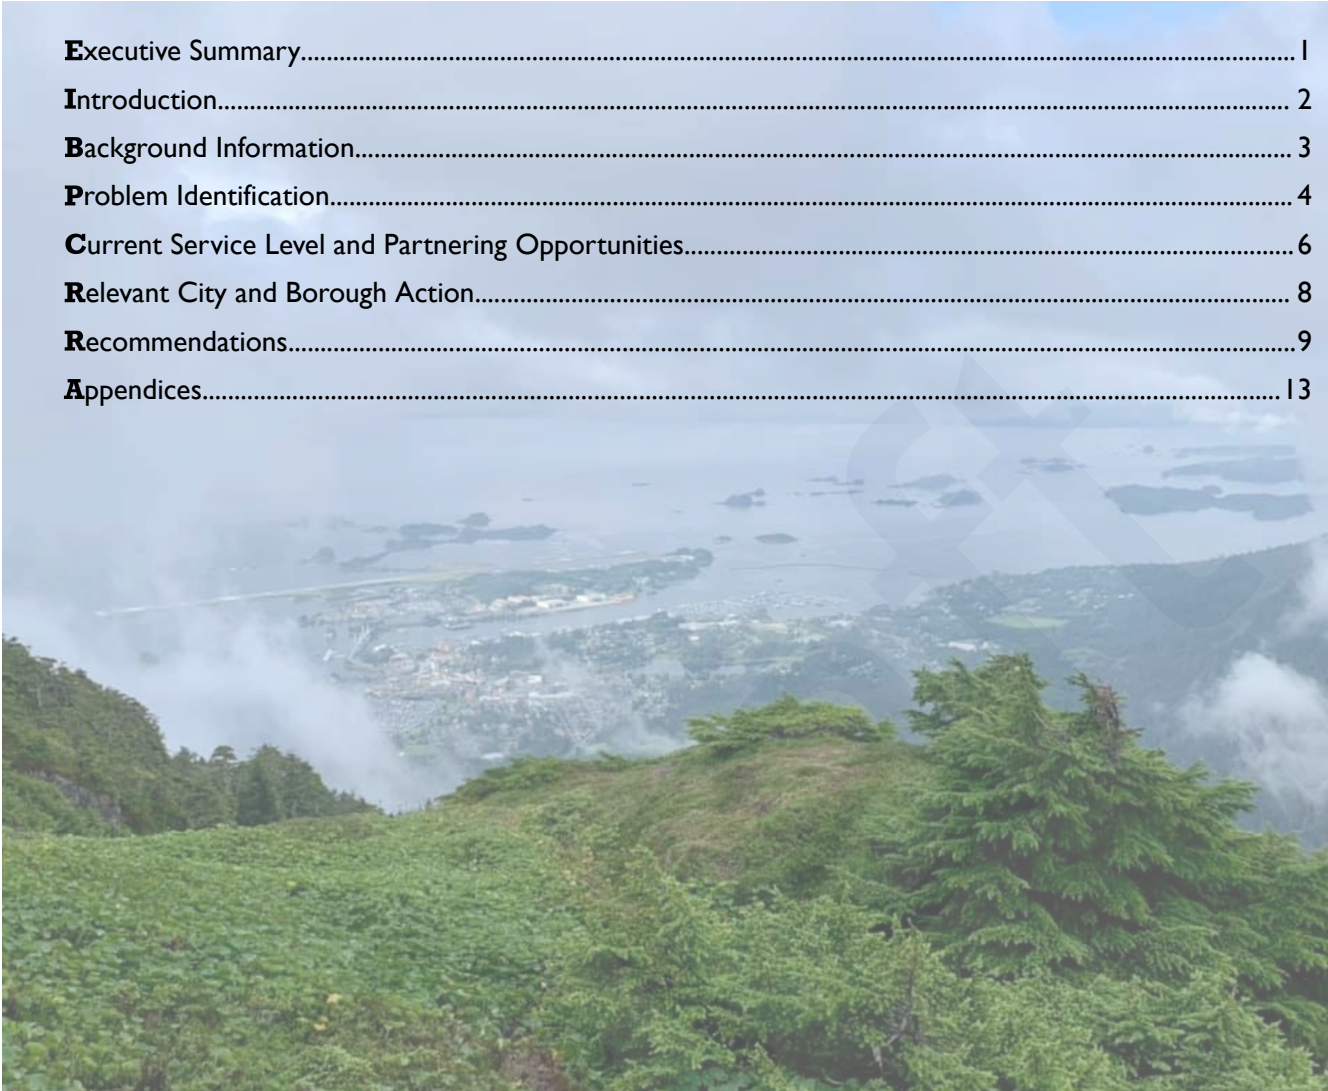 Executive Summary....................1
Introduction.................... 2
Background Information.................... 3
Problem Identification.................... 4
Current Service Level and Partnering Opportunities.................... 6
Relevant City and Borough Action.................... 8
Recommendations....................9
Appendices....................13